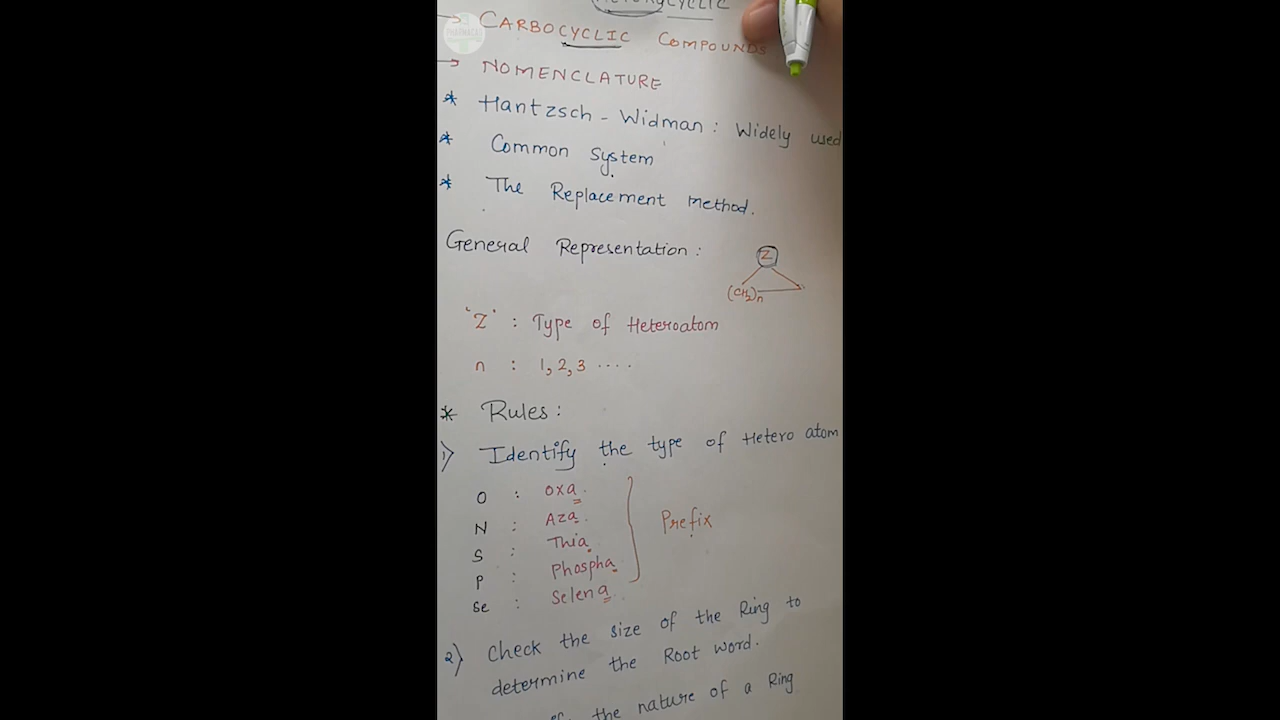 CYCLIC
→ CARBOCYCLIC COMPOUNDS
→ NOMENCLATURE
* Hantzsch - Widman : Widely used
* Common System
* The Replacement method.
General Representation :
Z
(CH2)n
'Z' : Type of Heteroatom
n : 1, 2, 3 ....
* Rules :
1) Identify the type of Hetero atom
O : Oxa
N : Aza
S : Thia
P : Phospha
Se : Selena
Prefix
2) Check the size of the Ring to
determine the Root word.
the nature of a Ring